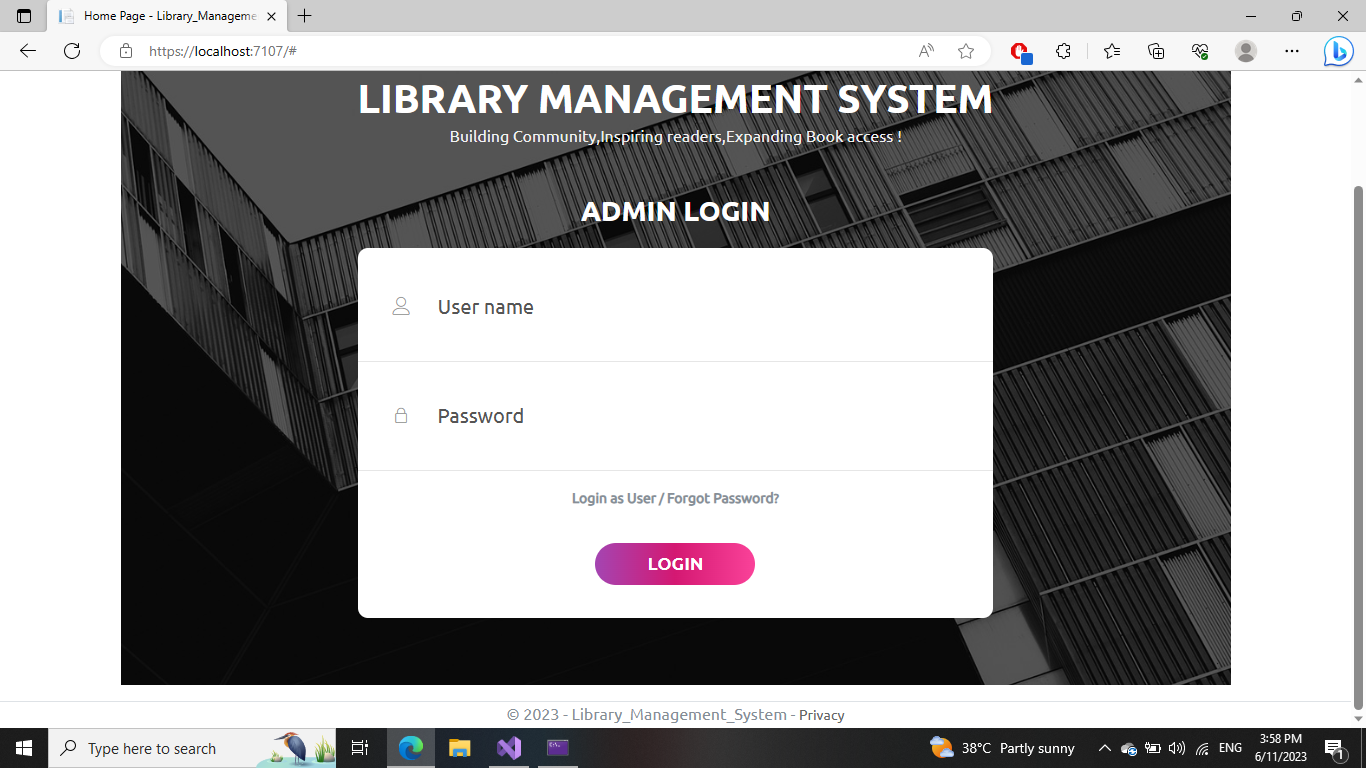 Home Page - Library_Manageme
https://localhost:7107/#
LIBRARY MANAGEMENT SYSTEM
Building Community,Inspiring readers,Expanding Book access !
ADMIN LOGIN
User name
Password
Login as User / Forgot Password?
LOGIN
© 2023 - Library_Management_System - Privacy
Type here to search
38°C Partly sunny
ENG
3:58 PM
6/11/2023
1